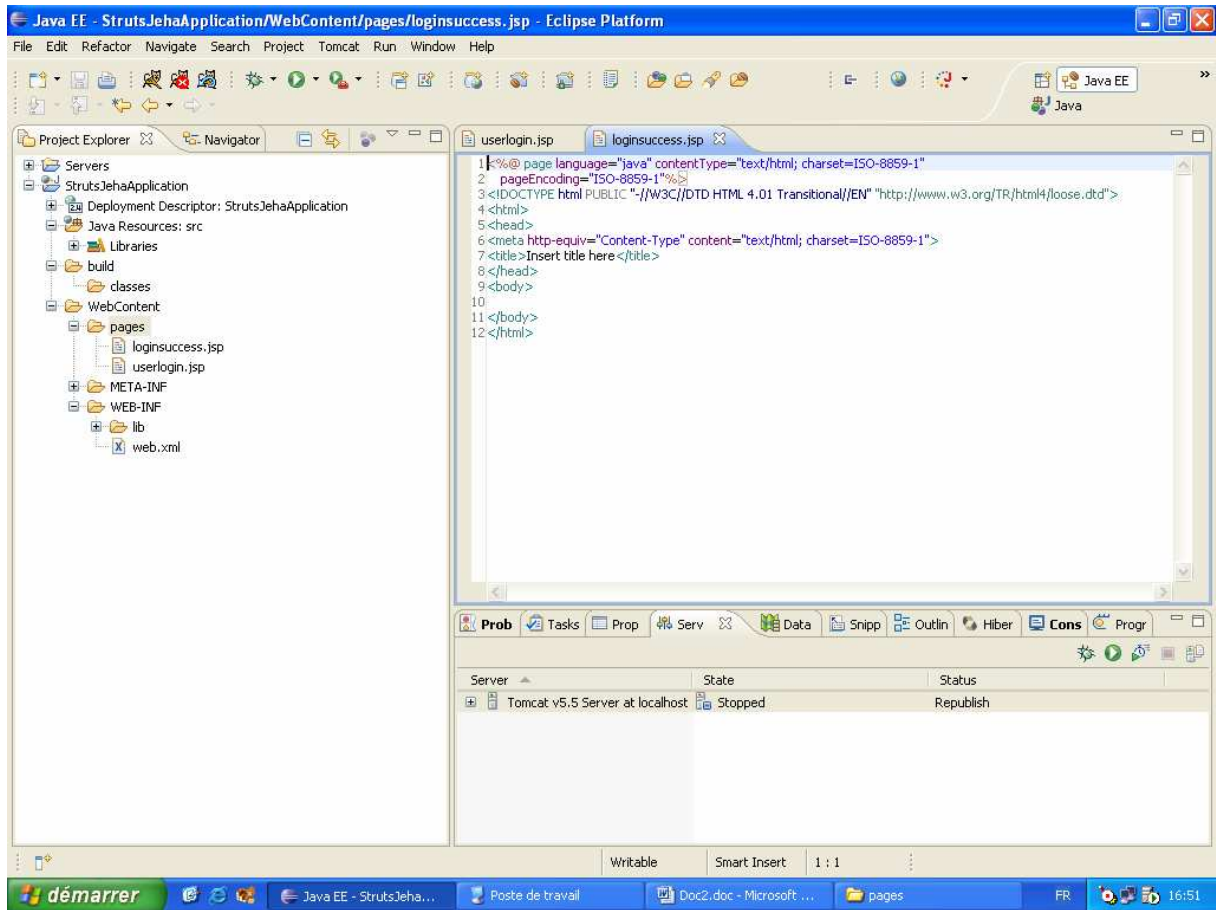 Java EE - StrutsJehaApplication/WebContent/pages/loginsuccess.jsp - Eclipse Platform
File Edit Refactor Navigate Search Project Tomcat Run Window Help
Java EE
»
Java
Project Explorer
Navigator
userlogin.jsp
loginsuccess.jsp
Servers
StrutsJehaApplication
Deployment Descriptor: StrutsJehaApplication
Java Resources: src
Libraries
build
classes
WebContent
pages
loginsuccess.jsp
userlogin.jsp
META-INF
WEB-INF
lib
web.xml
1 <%@ page language="java" contentType="text/html; charset=ISO-8859-1"
2 pageEncoding="ISO-8859-1"%>
3 <!DOCTYPE html PUBLIC "-//W3C//DTD HTML 4.01 Transitional//EN" "http://www.w3.org/TR/html4/loose.dtd">
4 <html>
5 <head>
6 <meta http-equiv="Content-Type" content="text/html; charset=ISO-8859-1">
7 <title>Insert title here</title>
8 </head>
9 <body>
10
11 </body>
12 </html>
Prob Tasks Prop Serv Data Snipp Outlin Hiber Cons Progr
Server State Status
Tomcat v5.5 Server at localhost Stopped Republish
Writable Smart Insert 1 : 1
démarrer Java EE - StrutsJeha... Poste de travail Doc2.doc - Microsoft ... pages FR 16:51